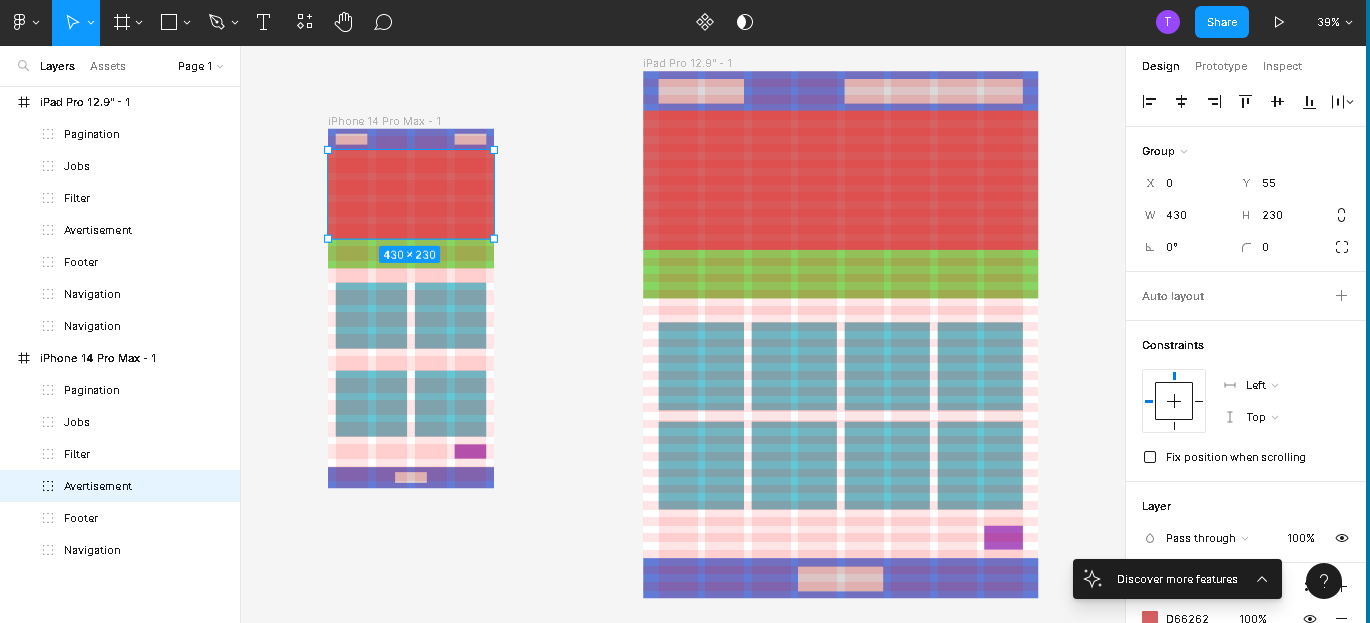 T
Share
39%
Layers
Assets
Page 1
iPad Pro 12.9" - 1
Pagination
Jobs
Filter
Avertisement
Footer
Navigation
Navigation
iPhone 14 Pro Max - 1
Pagination
Jobs
Filter
Avertisement
Footer
Navigation
iPhone 14 Pro Max - 1
430 × 230
iPad Pro 12.9" - 1
Design
Prototype
Inspect
Group
X 0
Y 55
W 430
H 230
0°
0
Auto layout
Constraints
Left
Top
Fix position when scrolling
Layer
Pass through
100%
Discover more features
?
D66262
100%